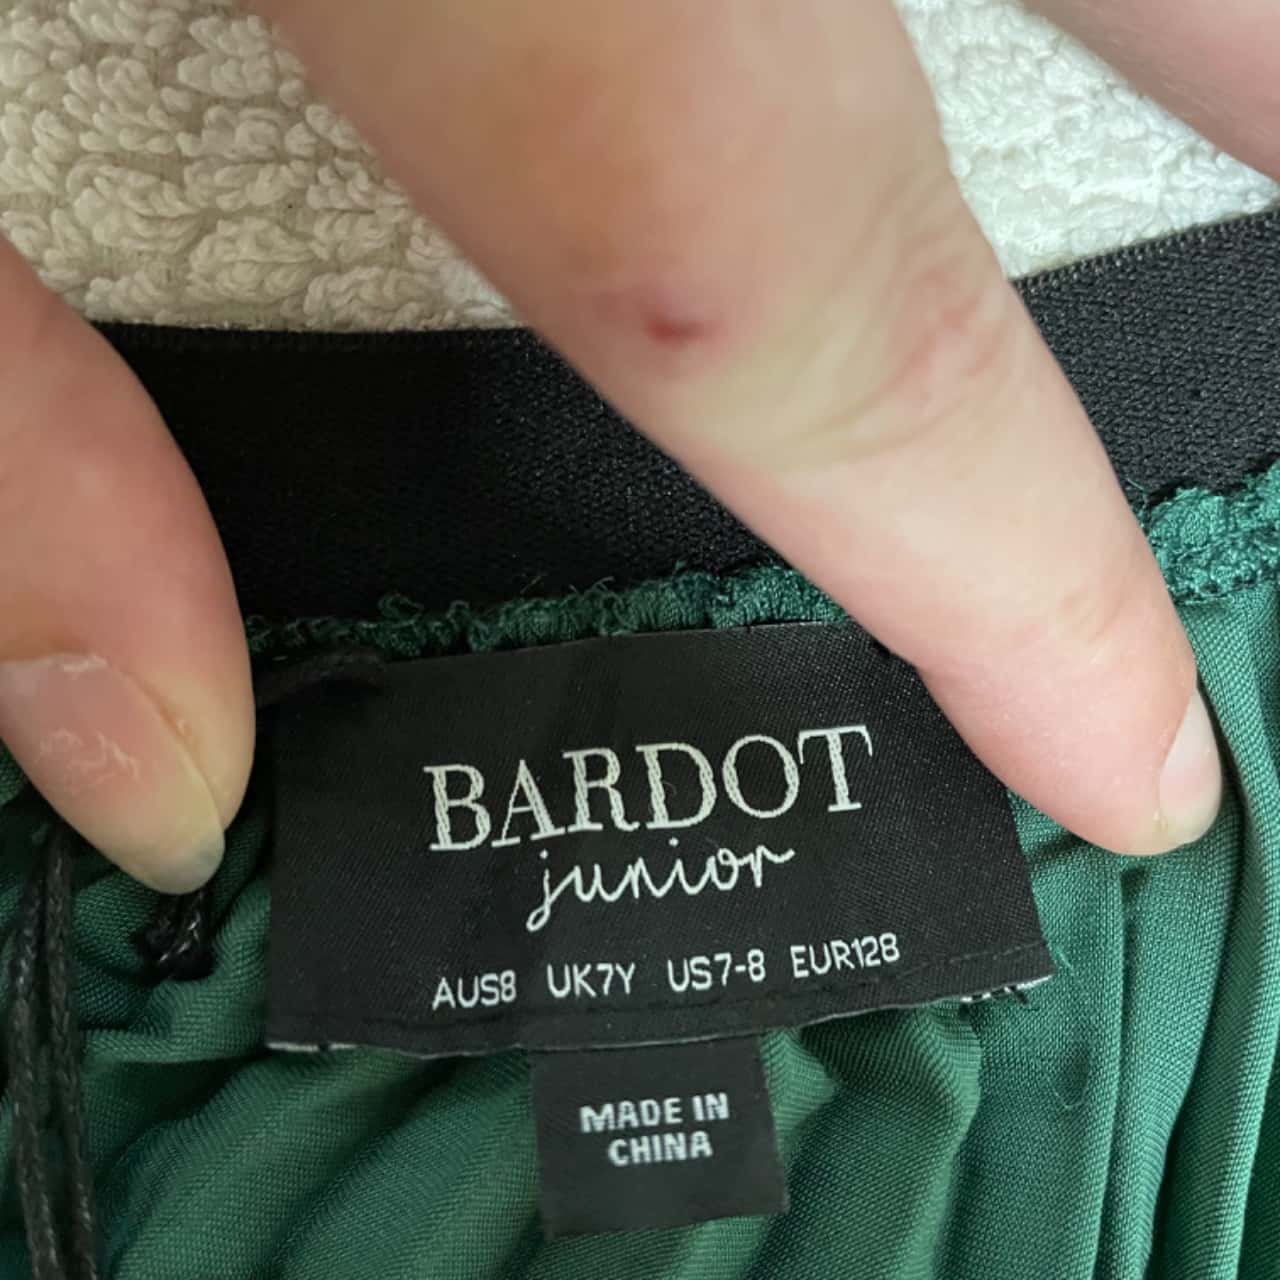 BARDOT
junior
AUS8 UK7Y US7-8 EUR128
MADE IN
CHINA